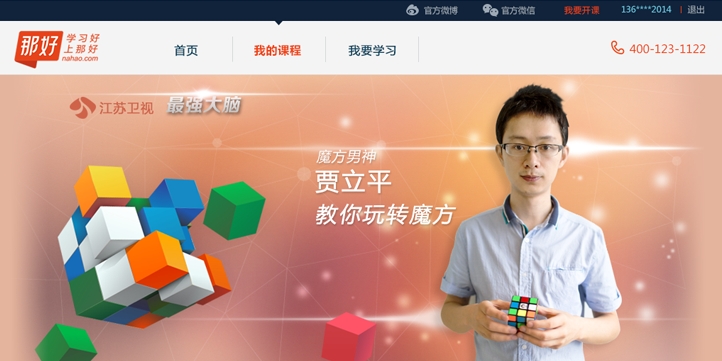 官方微博 官方微信 我要开课 136****2014 | 退出
那好 学习好
上那好
nahao.com
首页 我的课程 我要学习 400-123-1122
江苏卫视 最强大脑
魔方男神
贾立平
教你玩转魔方